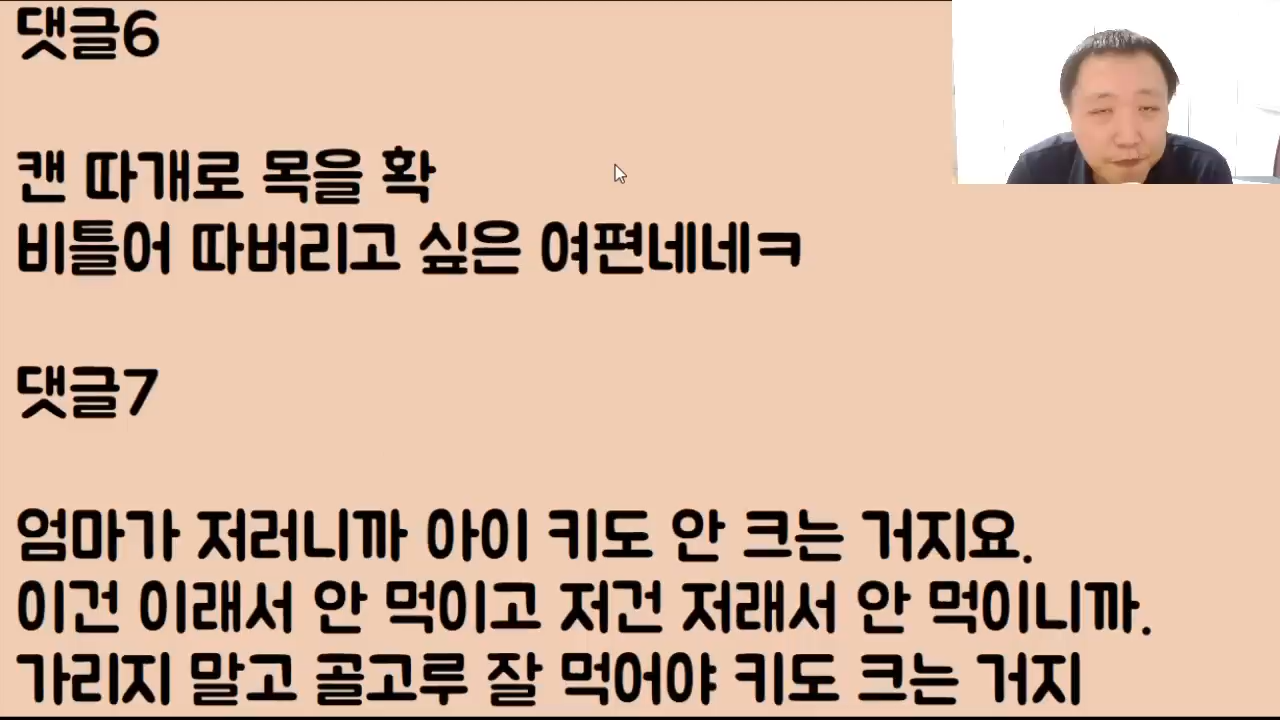 댓글6
캔 따개로 목을 확
비틀어 따버리고 싶은 여편네네ㅋ
댓글7
엄마가 저러니까 아이 키도 안 크는 거지요.
이건 이래서 안 먹이고 저건 저래서 안 먹이니까.
가리지 말고 골고루 잘 먹어야 키도 크는 거지